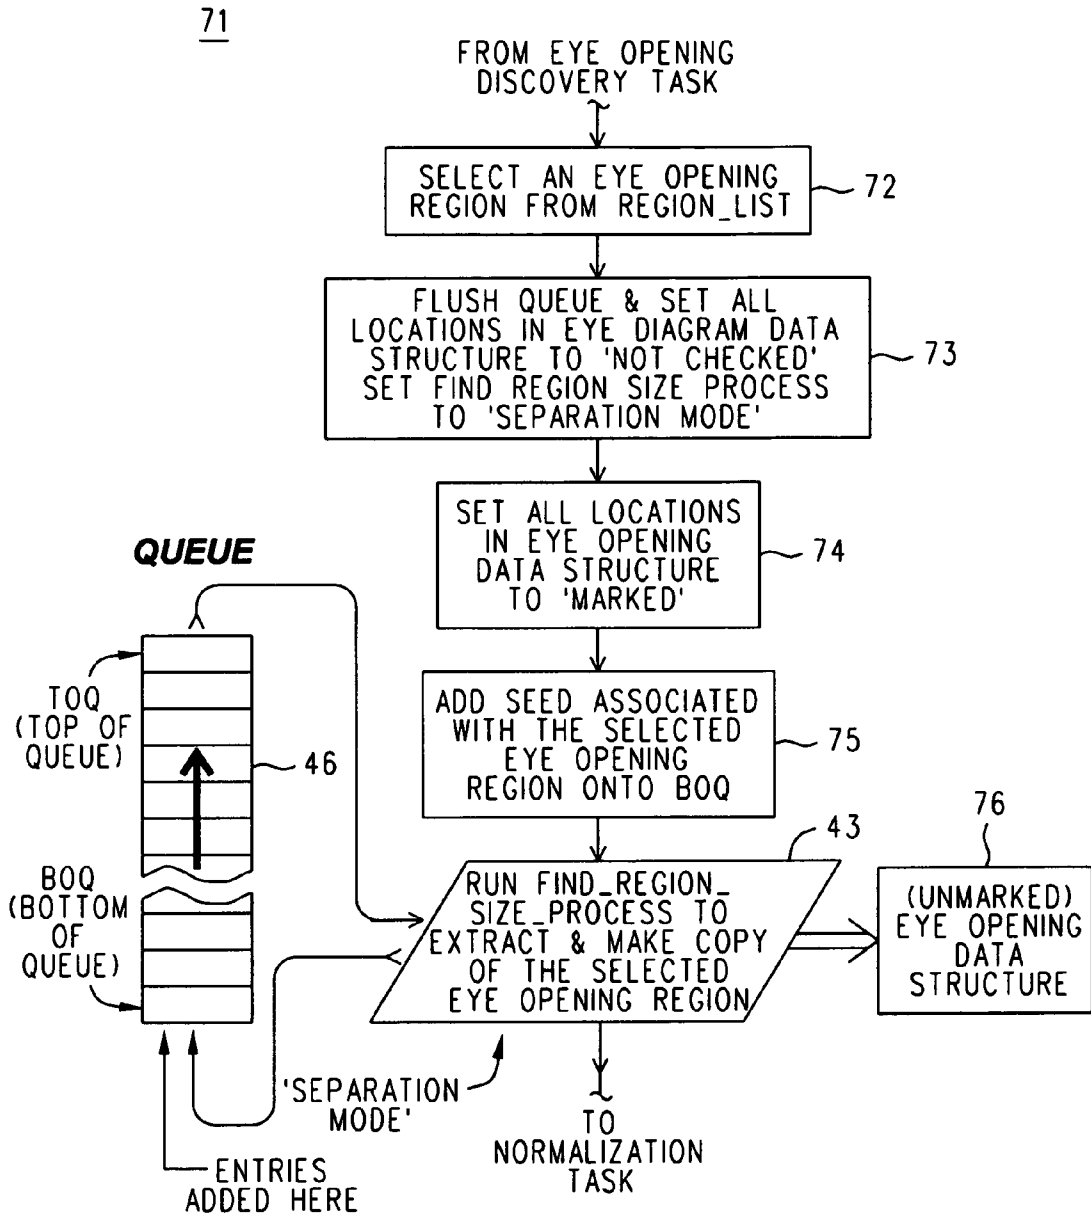 71
FROM EYE OPENING
DISCOVERY TASK
SELECT AN EYE OPENING
REGION FROM REGION_LIST
72
FLUSH QUEUE & SET ALL
LOCATIONS IN EYE DIAGRAM DATA
STRUCTURE TO 'NOT CHECKED'
SET FIND REGION SIZE PROCESS
TO 'SEPARATION MODE'
73
SET ALL LOCATIONS
IN EYE OPENING
DATA STRUCTURE
TO 'MARKED'
74
QUEUE
TOQ
(TOP OF
QUEUE)
46
ADD SEED ASSOCIATED
WITH THE SELECTED
EYE OPENING
REGION ONTO BOQ
75
BOQ
(BOTTOM
OF
QUEUE)
RUN FIND_REGION_
SIZE_PROCESS TO
EXTRACT & MAKE COPY
OF THE SELECTED
EYE OPENING REGION
43
76
(UNMARKED)
EYE OPENING
DATA
STRUCTURE
'SEPARATION
MODE'
TO
NORMALIZATION
TASK
ENTRIES
ADDED HERE